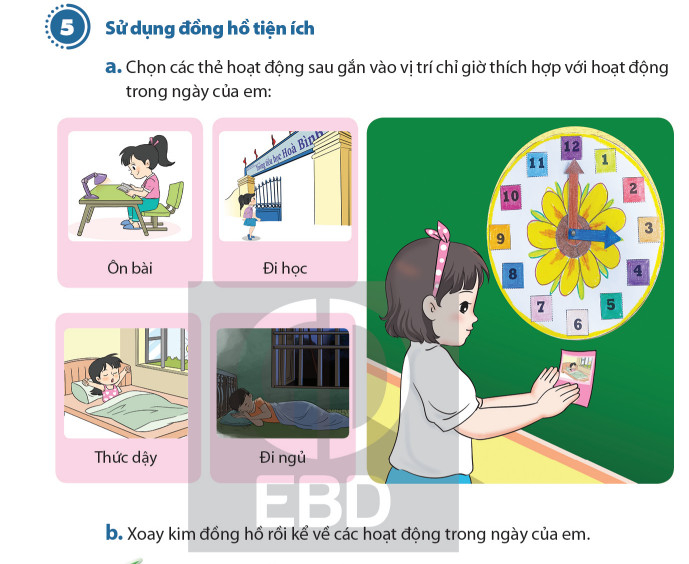 5 Sử dụng đồng hồ tiện ích
a. Chọn các thẻ hoạt động sau gắn vào vị trí chỉ giờ thích hợp với hoạt động
trong ngày của em:
Trường tiểu học Hoà Bình
Ôn bài
Đi học
Thức dậy
Đi ngủ
12
1
2
3
4
5
6
7
8
9
10
11
EBD
b. Xoay kim đồng hồ rồi kể về các hoạt động trong ngày của em.